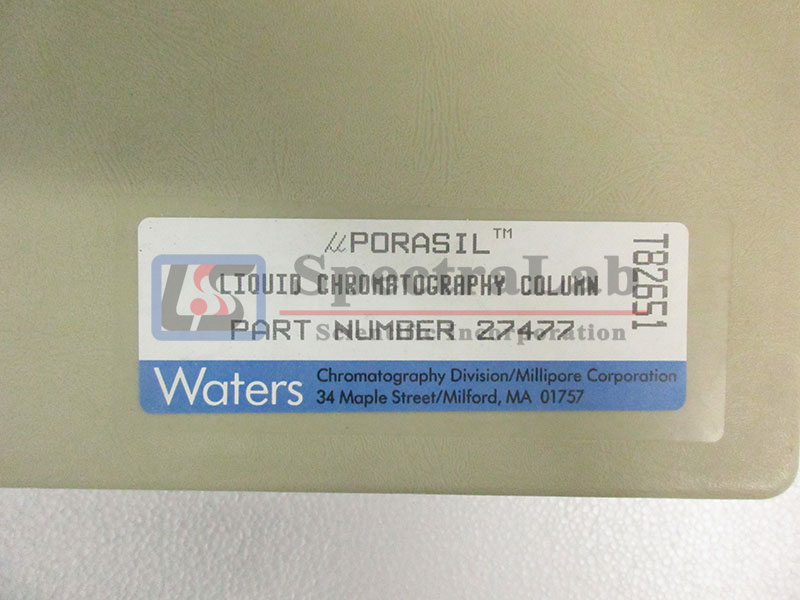 µPORASIL™
LIQUID CHROMATOGRAPHY COLUMN
PART NUMBER 27477
T82651
Waters
Chromatography Division/Millipore Corporation
34 Maple Street/Milford, MA 01757
SpectraLab
Scientific Incorporation